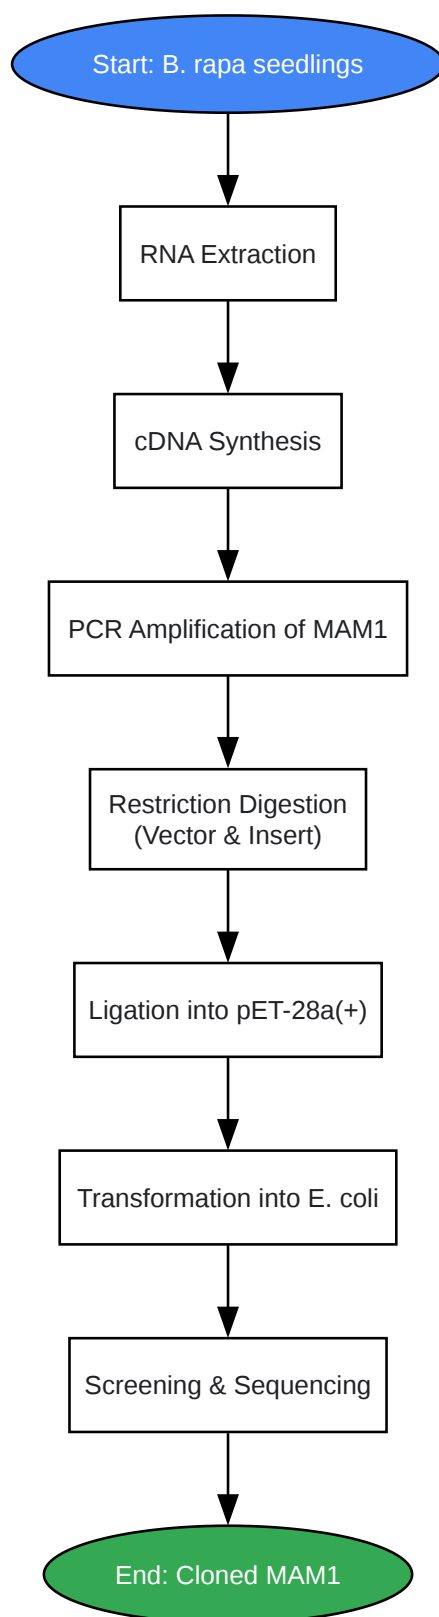 Start: B. rapa seedlings
RNA Extraction
cDNA Synthesis
PCR Amplification of MAM1
Restriction Digestion
(Vector & Insert)
Ligation into pET-28a(+)
Transformation into E. coli
Screening & Sequencing
End: Cloned MAM1